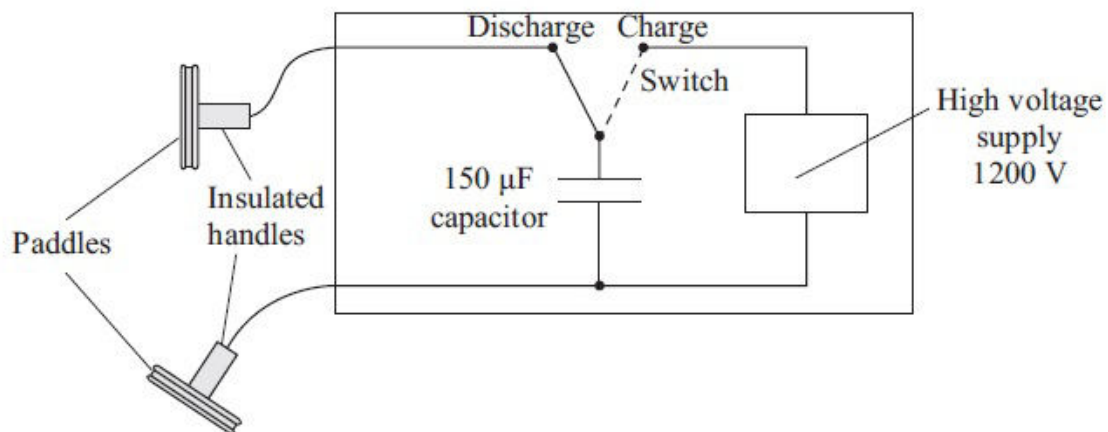 Discharge Charge
Switch
High voltage
supply
1200 V
150 μF
capacitor
Insulated
handles
Paddles